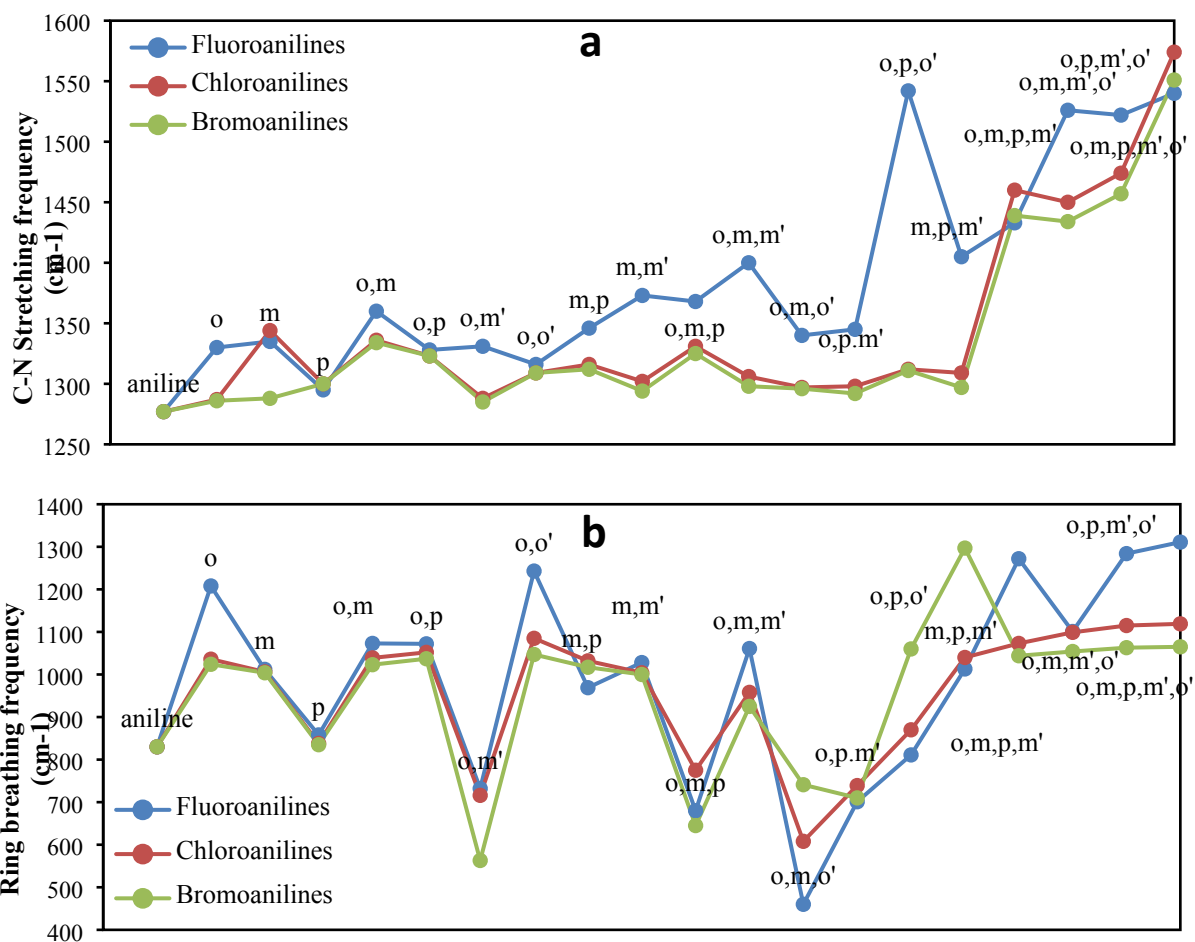 1600
1550
1500
1450
1400
1350
1300
1250
C-N Stretching frequency
(cm-1)
a
Fluoroanilines
Chloroanilines
Bromoanilines
aniline
o
m
p
o,m
o,p
o,m'
o,o'
m,p
m,m'
o,m,p
o,m,m'
o,m,o'
o,p.m'
o,p,o'
m,p,m'
o,m,p,m'
o,m,m',o'
o,p,m',o'
o,m,p,m',o'
1400
1300
1200
1100
1000
900
800
700
600
500
400
Ring breathing frequency
(cm-1)
b
aniline
o
m
p
o,m
o,p
o,m'
o,o'
m,p
m,m'
o,m,p
o,m,m'
o,m,o'
o,p.m'
o,p,o'
m,p,m'
o,m,p,m'
o,m,m',o'
o,p,m',o'
o,m,p,m',o'
Fluoroanilines
Chloroanilines
Bromoanilines